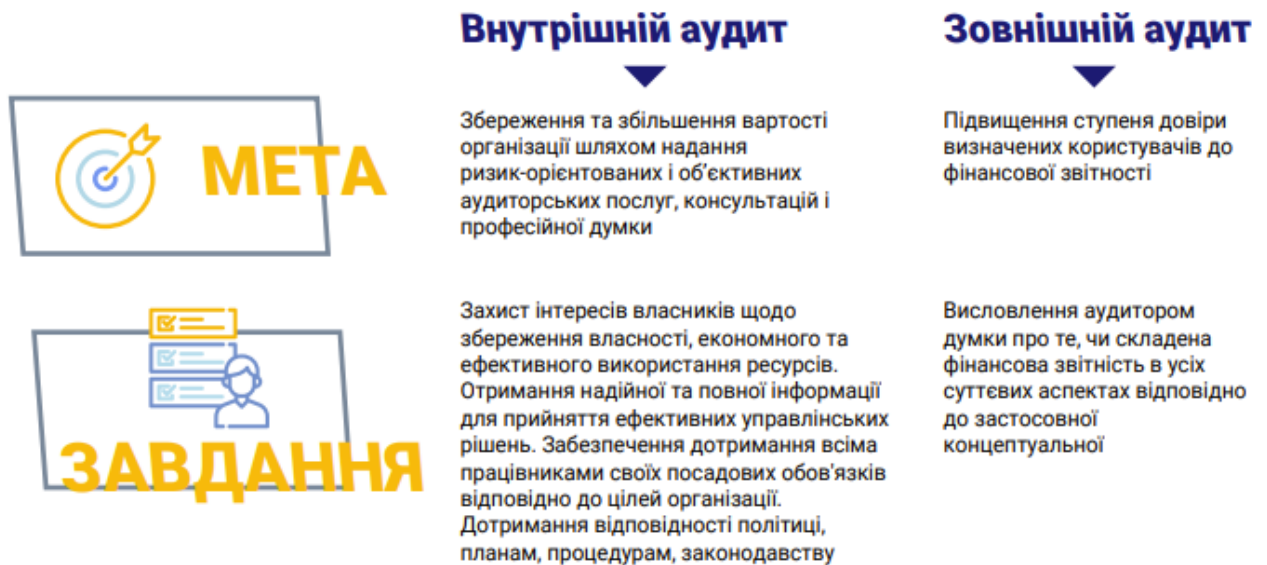 Внутрішній аудит
Зовнішній аудит
МЕТА
Збереження та збільшення вартості
організації шляхом надання
ризик-орієнтованих і об’єктивних
аудиторських послуг, консультацій і
професійної думки
Підвищення ступеня довіри
визначених користувачів до
фінансової звітності
ЗАВДАННЯ
Захист інтересів власників щодо
збереження власності, економного та
ефективного використання ресурсів.
Отримання надійної та повної інформації
для прийняття ефективних управлінських
рішень. Забезпечення дотримання всіма
працівниками своїх посадових обов'язків
відповідно до цілей організації.
Дотримання відповідності політиці,
планам, процедурам, законодавству
Висловлення аудитором
думки про те, чи складена
фінансова звітність в усіх
суттєвих аспектах відповідно
до застосовної
концептуальної